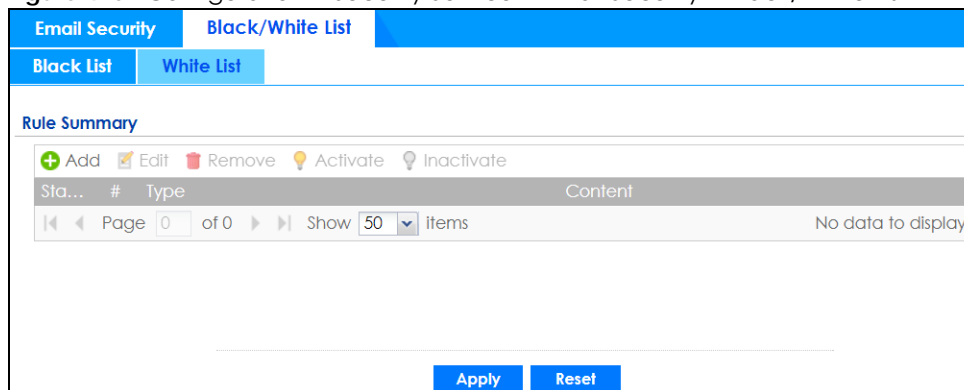 Email Security Black/White List
Black List White List
Rule Summary
Add Edit Remove Activate Inactivate
Sta... # Type Content
Page 0 of 0 Show 50 items No data to display
Apply Reset